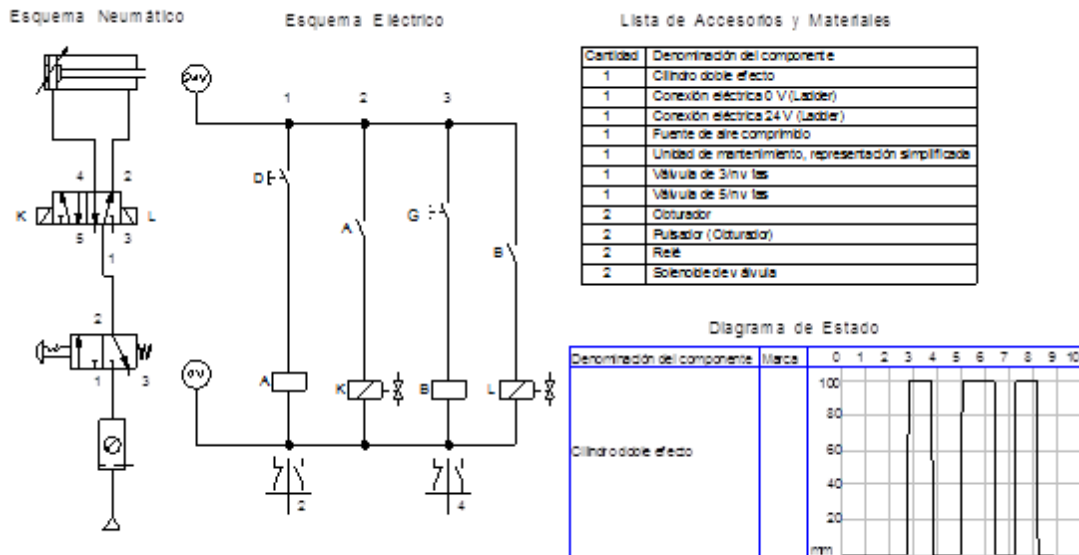 Esquema Neumático
4 2
K L
5 3
1
2
1 3
Esquema Eléctrico
24V
1 2 3
D
A
G
B
0V
A
K
B
L
2
4
Lista de Accesorios y Materiales
Cantidad Denominación del componente
1 Cilindro doble efecto
1 Conexión eléctrica 0 V (Ladder)
1 Conexión eléctrica 24 V (Ladder)
1 Fuente de aire comprimido
1 Unidad de mantenimiento, representación simplificada
1 Válvula de 3/n vías
1 Válvula de 5/n vías
2 Obturador
2 Pulsador (Obturador)
2 Relé
2 Solenoide de válvula
Diagrama de Estado
Denominación del componente Marca 0 1 2 3 4 5 6 7 8 9 10
100
80
Cilindro doble efecto 60
40
20
mm